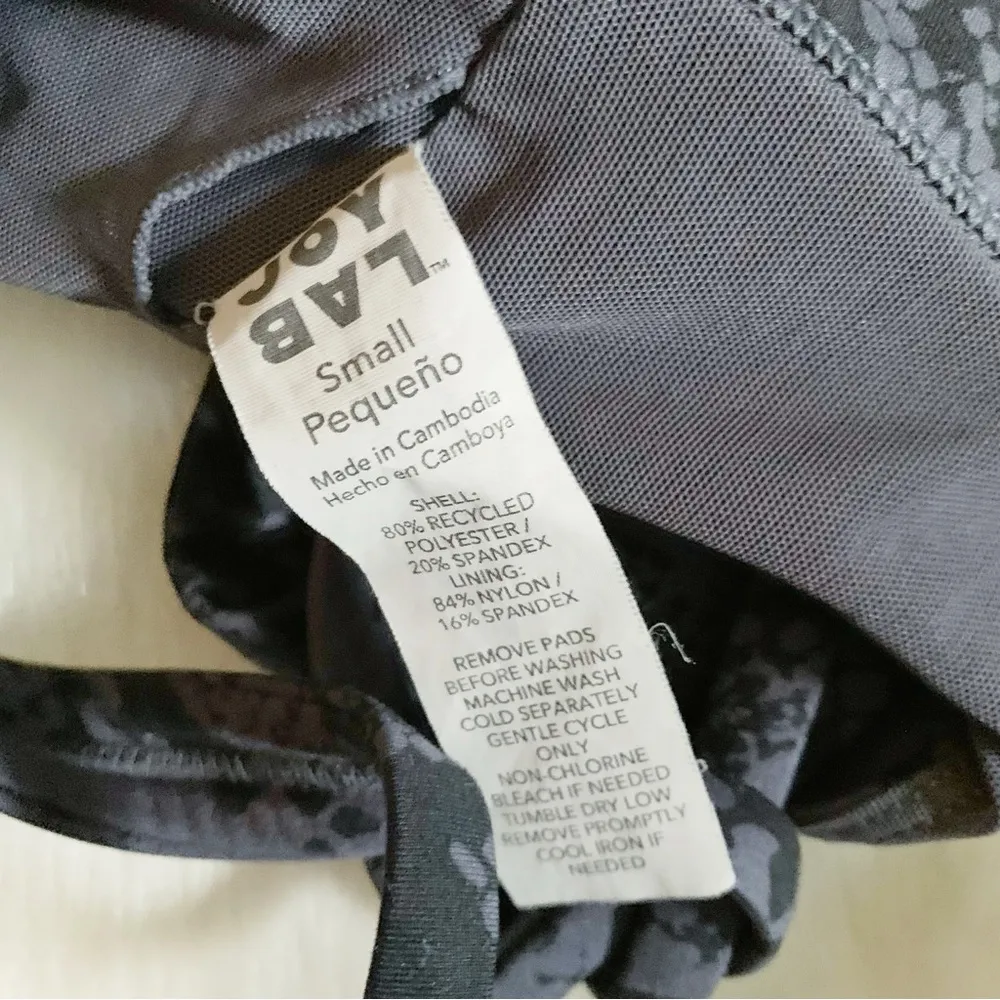 JOY
LAB™
Small
Pequeño
Made in Cambodia
Hecho en Camboya
SHELL:
80% RECYCLED
POLYESTER /
20% SPANDEX
LINING:
84% NYLON /
16% SPANDEX
REMOVE PADS
BEFORE WASHING
MACHINE WASH
COLD SEPARATELY
GENTLE CYCLE
ONLY
NON-CHLORINE
BLEACH IF NEEDED
TUMBLE DRY LOW
REMOVE PROMPTLY
COOL IRON IF
NEEDED